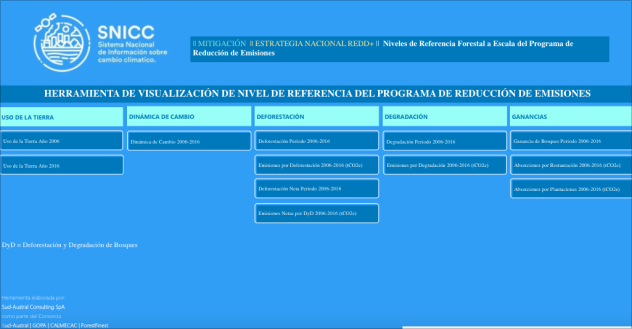 SNICC
Sistema Nacional
de Información sobre
cambio climatico.
|| MITIGACIÓN || ESTRATEGIA NACIONAL REDD+ || Niveles de Referencia Forestal a Escala del Programa de
Reducción de Emisiones
HERRAMIENTA DE VISUALIZACIÓN DE NIVEL DE REFERENCIA DEL PROGRAMA DE REDUCCIÓN DE EMISIONES
USO DE LA TIERRA
Uso de la Tierra Año 2006
Uso de la Tierra Año 2016
DINÁMICA DE CAMBIO
Dinámica de Cambio 2006-2016
DEFORESTACIÓN
Deforestación Periodo 2006-2016
Emisiones por Deforestación 2006-2016 (tCO2e)
Deforestación Neta Periodo 2006-2016
Emisiones Netas por DyD 2006-2016 (tCO2e)
DEGRADACIÓN
Degradación Periodo 2006-2016
Emisiones por Degradación 2006-2016 (tCO2e)
GANANCIAS
Ganancia de Bosques Periodo 2006-2016
Absorciones por Restauración 2006-2016 (tCO2e)
Absorciones por Plantaciones 2006-2016 (tCO2e)
DyD = Deforestación y Degradación de Bosques
Herramienta elaborada por:
Sud-Austral Consulting SpA
como parte del Consorcio
Sud-Austral | GOPA | CALMECAC | Forestfinest